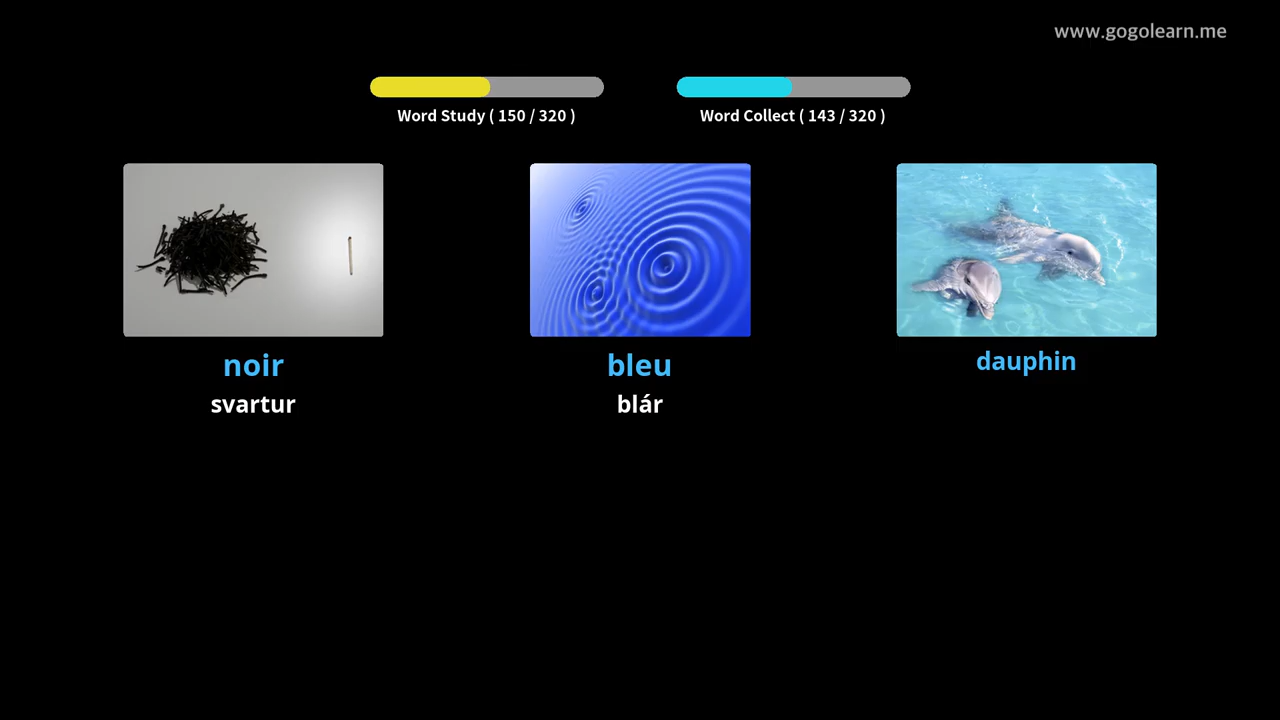 www.gogolearn.me
Word Study ( 150 / 320 )
Word Collect ( 143 / 320 )
noir
svartur
bleu
blár
dauphin